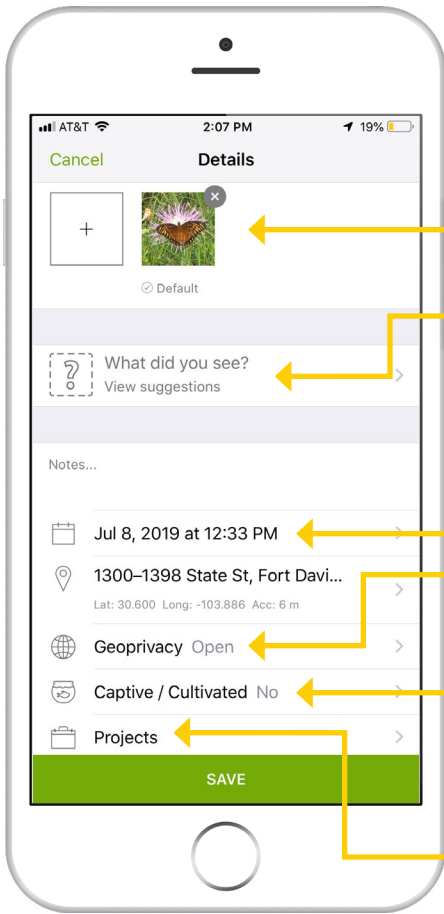 AT&T 2:07 PM 19%
Cancel Details
+
Default
What did you see?
View suggestions
Notes...
Jul 8, 2019 at 12:33 PM
1300–1398 State St, Fort Davi...
Lat: 30.600 Long: -103.886 Acc: 6 m
Geoprivacy Open
Captive / Cultivated No
Projects
SAVE